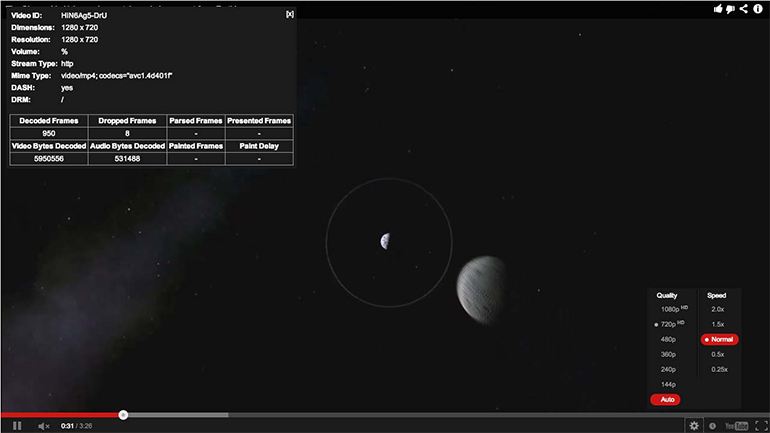 Video ID: HIN6Ag5-DrU [x]
Dimensions: 1280 x 720
Resolution: 1280 x 720
Volume: %
Stream Type: http
Mime Type: video/mp4; codecs="avc1.4d401f"
DASH: yes
DRM: /
Decoded Frames Dropped Frames Parsed Frames Presented Frames
950 8 - -
Video Bytes Decoded Audio Bytes Decoded Painted Frames Paint Delay
5950556 531488 - -
Quality Speed
1080p HD 2.0x
720p HD 1.5x
480p Normal
360p 0.5x
240p 0.25x
144p
Auto
0:31 / 3:26 YouTube